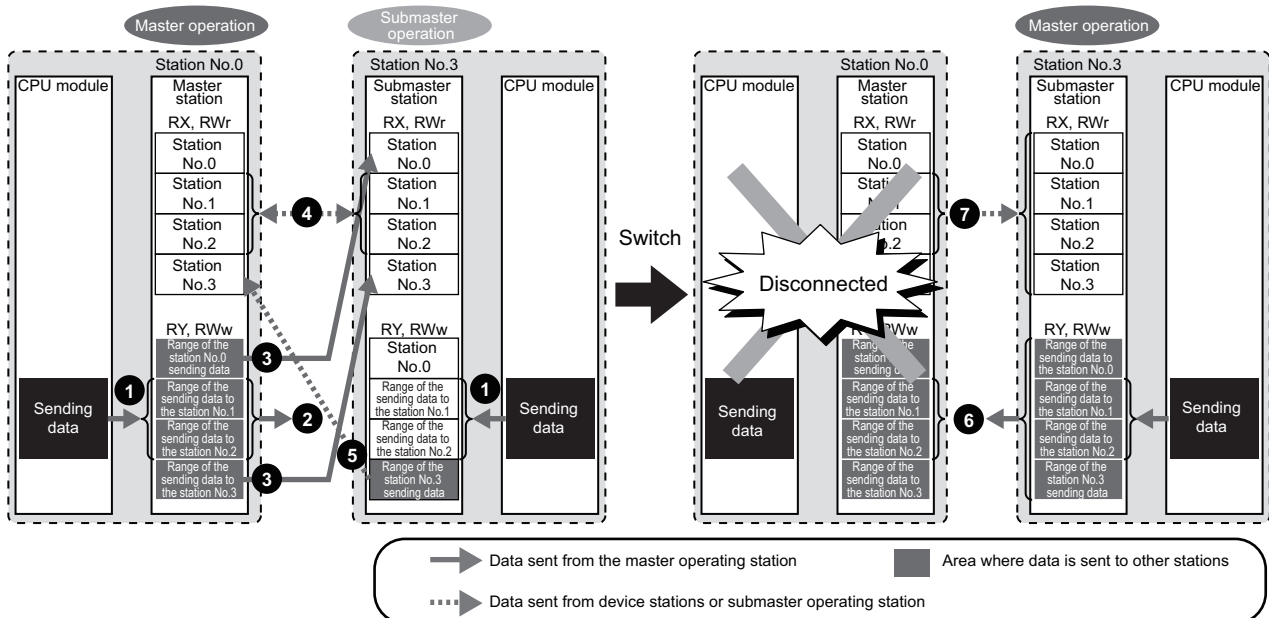 Master operation
Submaster
operation
Master operation
Station No.0
CPU module
Master
station
RX, RWr
Station
No.0
Station
No.1
Station
No.2
Station
No.3
RY, RWw
Range of the
station No.0
sending data
Range of the
sending data to
the station No.1
Range of the
sending data to
the station No.2
Range of the
sending data to
the station No.3
Sending
data
1
2
3
3
4
5
Station No.3
Submaster
station
CPU module
RX, RWr
Station
No.0
Station
No.1
Station
No.2
Station
No.3
RY, RWw
Station
No.0
Range of the
sending data to
the station No.1
Range of the
sending data to
the station No.2
Range of the
station No.3
sending data
1
Sending
data
Switch
Station No.0
CPU module
Master
station
RX, RWr
Station
No.0
Station
No.2
Disconnected
Station
No.3
Range of the
station
sending data
Range of the
sending data to
the station No.1
Range of the
sending data to
the station No.2
Range of the
sending data to
the station No.3
Sending
data
7
6
Station No.3
Submaster
station
CPU module
RX, RWr
Station
No.0
Station
No.1
Station
No.2
Station
No.3
RY, RWw
Range of the
sending data to
the station No.0
Range of the
sending data to
the station No.1
Range of the
sending data to
the station No.2
Range of the
station No.3
sending data
Sending
data
Data sent from the master operating station
Area where data is sent to other stations
Data sent from device stations or submaster operating station